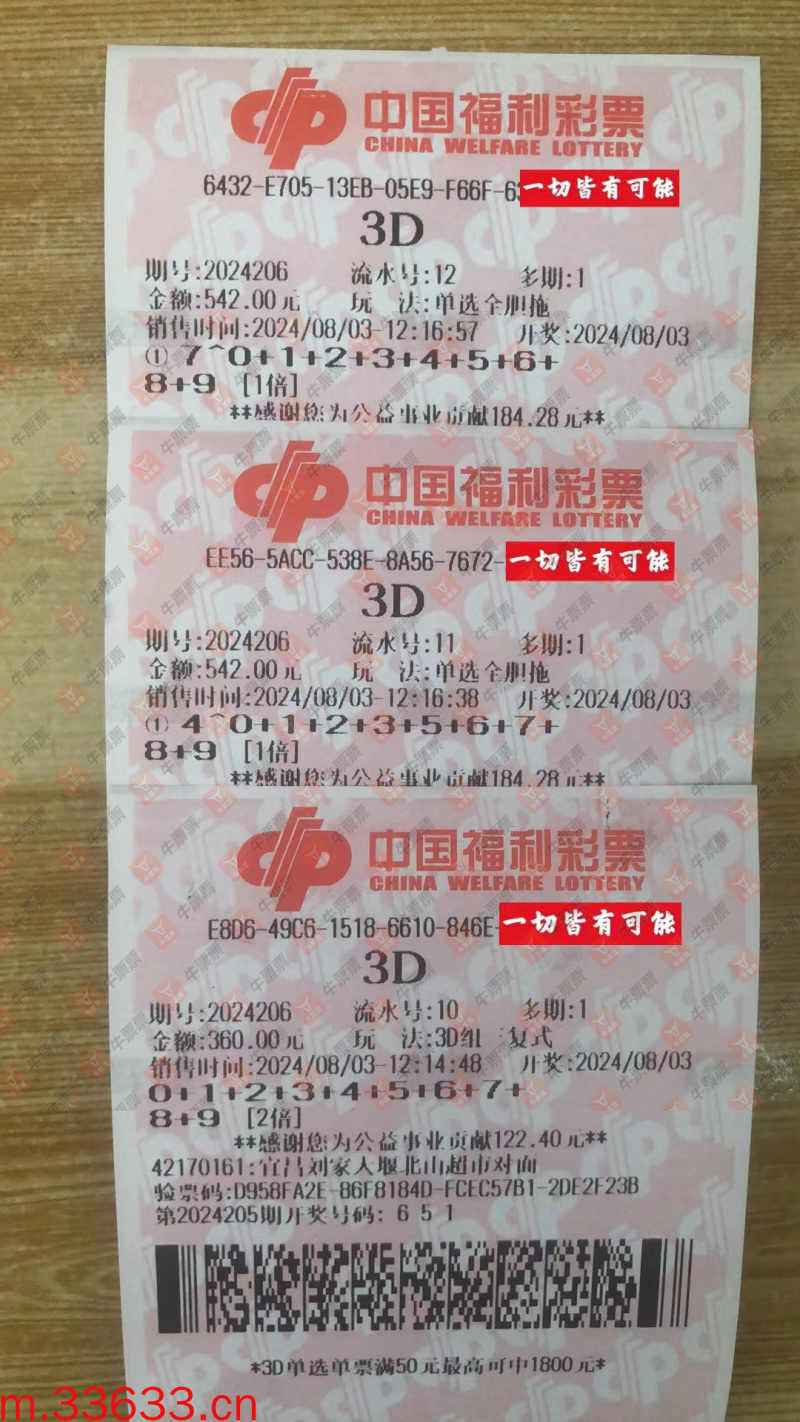 中国福利彩票
CHINA WELFARE LOTTERY
6432-E705-13EB-05E9-F66F-6
一切皆有可能
3D
期号:2024206 流水号:12 多期:1
金额:542.00元 玩 法:单选全胆拖
销售时间:2024/08/03-12:16:57 开奖:2024/08/03
(1) 7^0+1+2+3+4+5+6+
8+9 [1倍]
**感谢您为公益事业贡献184.28元**
中国福利彩票
CHINA WELFARE LOTTERY
EE56-5ACC-538E-8A56-7672-
一切皆有可能
3D
期号:2024206 流水号:11 多期:1
金额:542.00元 玩 法:单选全胆拖
销售时间:2024/08/03-12:16:38 开奖:2024/08/03
(1) 4^0+1+2+3+5+6+7+
8+9 [1倍]
**感谢您为公益事业贡献184.28元**
中国福利彩票
CHINA WELFARE LOTTERY
E8D6-49C6-1518-6610-846E-
一切皆有可能
3D
期号:2024206 流水号:10 多期:1
金额:360.00元 玩 法:3D组三复式
销售时间:2024/08/03-12:14:48 开奖:2024/08/03
0+1+2+3+4+5+6+7+
8+9 [2倍]
**感谢您为公益事业贡献122.40元**
42170161:宜昌刘家大堰北山超市对面
验票码:D958FA2E-86F8184D-FCEC57B1-2DE2F23B
第2024205期开奖号码: 6 5 1
*3D单选单票满50元最高可中1800元*
m.33633.cn
牛票票